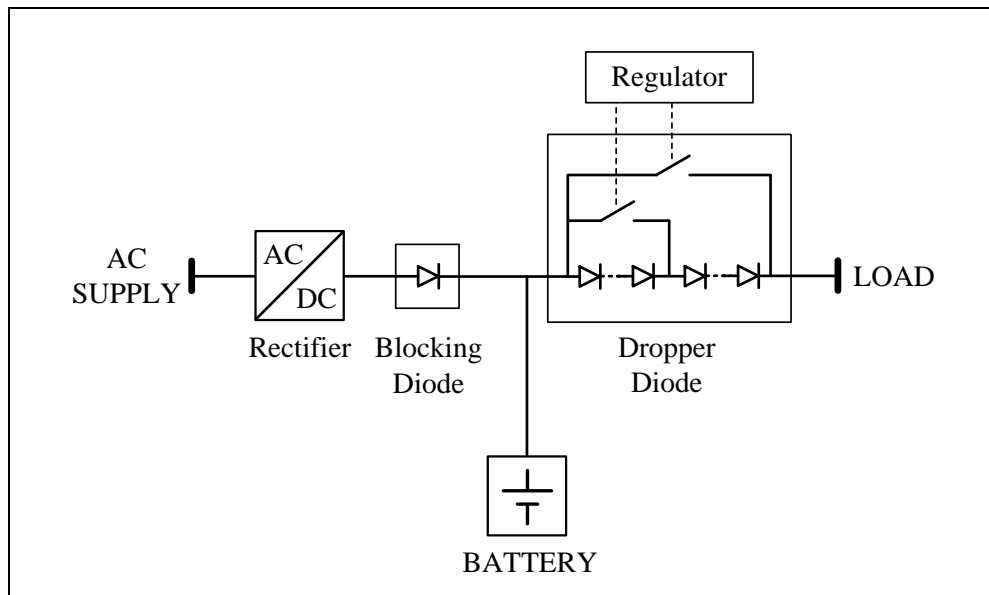 Regulator
AC
SUPPLY
AC
DC
LOAD
Rectifier
Blocking
Diode
Dropper
Diode
BATTERY